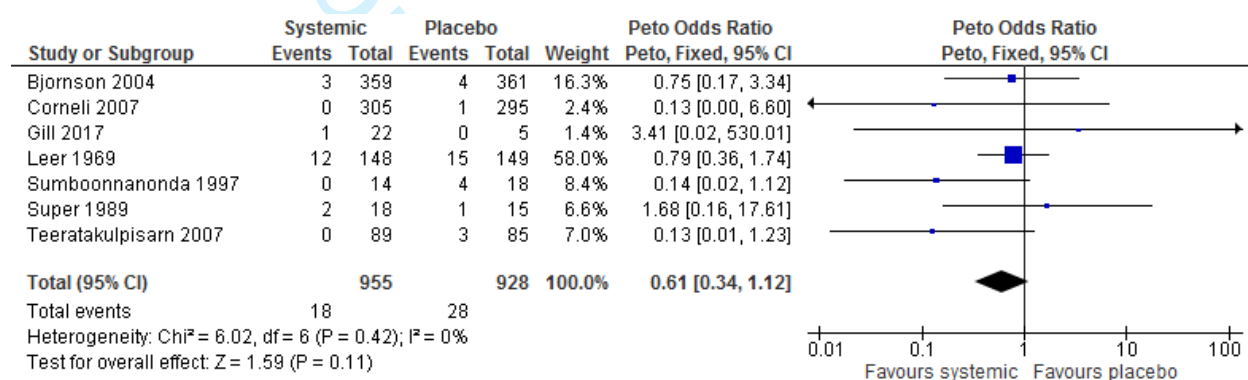 Systemic Placebo Peto Odds Ratio Peto Odds Ratio
Study or Subgroup Events Total Events Total Weight Peto, Fixed, 95% CI Peto, Fixed, 95% CI
Bjornson 2004 3 359 4 361 16.3% 0.75 [0.17, 3.34]
Corneli 2007 0 305 1 295 2.4% 0.13 [0.00, 6.60]
Gill 2017 1 22 0 5 1.4% 3.41 [0.02, 530.01]
Leer 1969 12 148 15 149 58.0% 0.79 [0.36, 1.74]
Sumboonnanonda 1997 0 14 4 18 8.4% 0.14 [0.02, 1.12]
Super 1989 2 18 1 15 6.6% 1.68 [0.16, 17.61]
Teeratakulpisarn 2007 0 89 3 85 7.0% 0.13 [0.01, 1.23]
Total (95% CI) 955 928 100.0% 0.61 [0.34, 1.12]
Total events 18 28
Heterogeneity: Chi² = 6.02, df = 6 (P = 0.42); I² = 0%
Test for overall effect: Z = 1.59 (P = 0.11)
0.01 0.1 1 10 100
Favours systemic Favours placebo